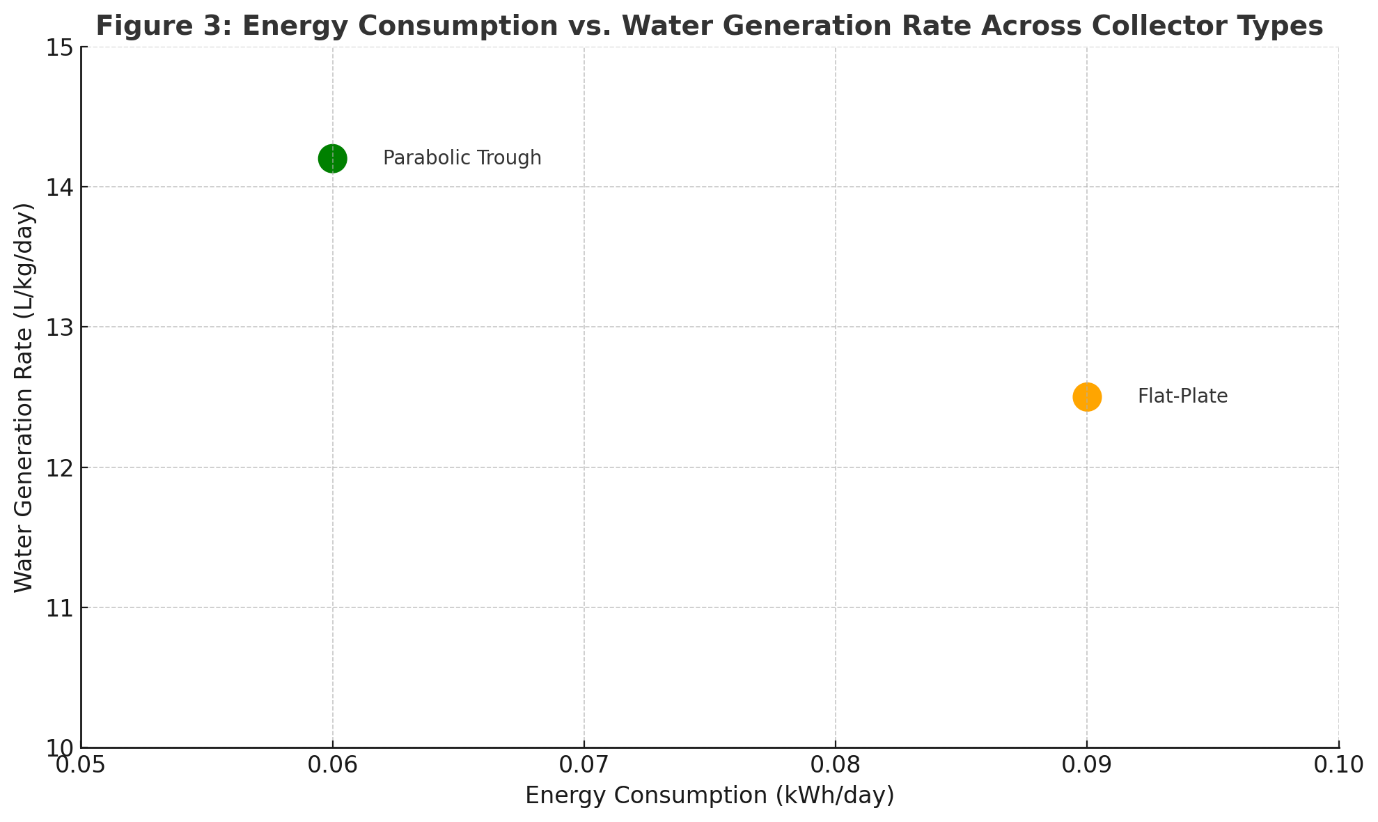 Figure 3: Energy Consumption vs. Water Generation Rate Across Collector Types
15
14
13
12
11
10
Water Generation Rate (L/kg/day)
Parabolic Trough
Flat-Plate
0.05
0.06
0.07
0.08
0.09
0.10
Energy Consumption (kWh/day)